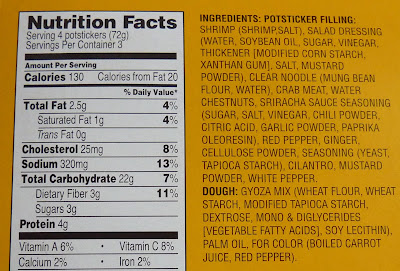 Nutrition Facts
Serving 4 potstickers (72g)
Servings Per Container 3
Amount Per Serving
Calories 130 Calories from Fat 20
% Daily Value*
Total Fat 2.5g 4%
Saturated Fat 1g 4%
Trans Fat 0g
Cholesterol 25mg 8%
Sodium 320mg 13%
Total Carbohydrate 22g 7%
Dietary Fiber 3g 11%
Sugars 3g
Protein 4g
Vitamin A 6% • Vitamin C 8%
Calcium 2% • Iron 2%
INGREDIENTS: POTSTICKER FILLING:
SHRIMP (SHRIMP,SALT), SALAD DRESSING
(WATER, SOYBEAN OIL, SUGAR, VINEGAR,
THICKENER [MODIFIED CORN STARCH,
XANTHAN GUM], SALT, MUSTARD
POWDER), CLEAR NOODLE (MUNG BEAN
FLOUR, WATER), CRAB MEAT, WATER
CHESTNUTS, SRIRACHA SAUCE SEASONING
(SUGAR, SALT, VINEGAR, CHILI POWDER,
CITRIC ACID, GARLIC POWDER, PAPRIKA
OLEORESIN), RED PEPPER, GINGER,
CELLULOSE POWDER, SEASONING (YEAST,
TAPIOCA STARCH), CILANTRO, MUSTARD
POWDER, WHITE PEPPER.
DOUGH: GYOZA MIX (WHEAT FLOUR, WHEAT
STARCH, MODIFIED TAPIOCA STARCH,
DEXTROSE, MONO & DIGLYCERIDES
[VEGETABLE FATTY ACIDS], SOY LECITHIN),
PALM OIL, FOR COLOR (BOILED CARROT
JUICE, RED PEPPER).